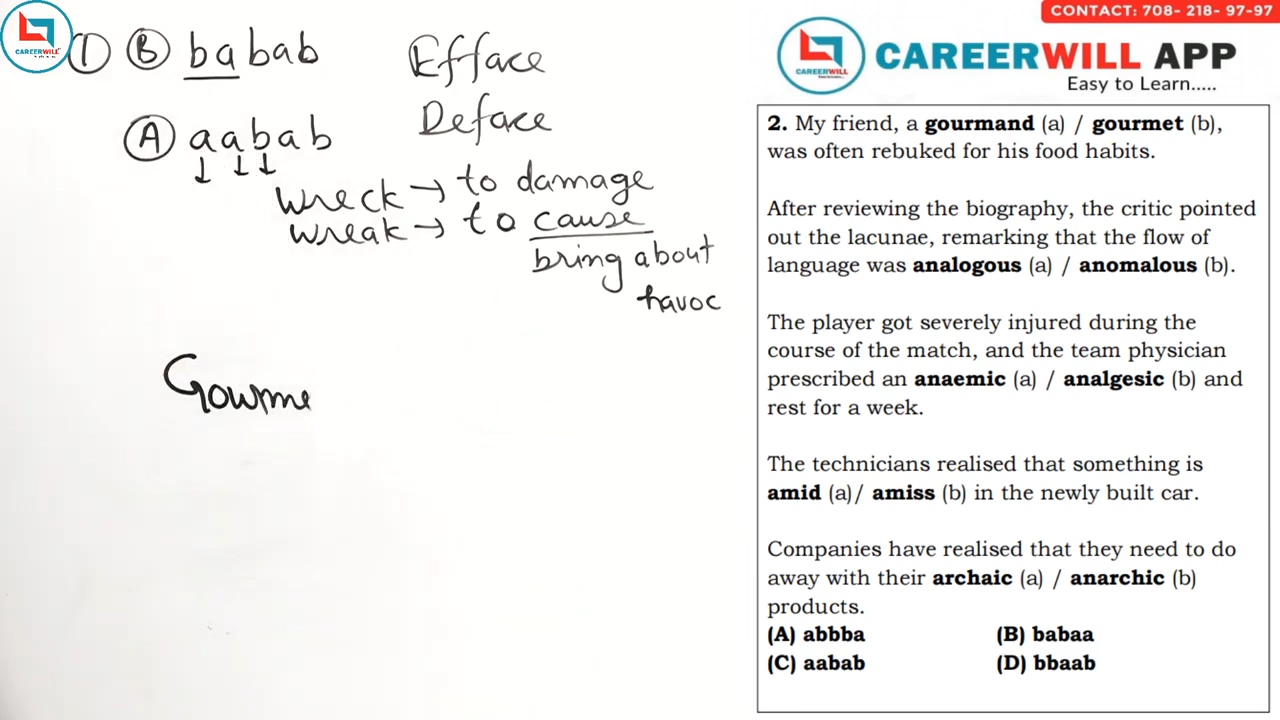 CAREERWILL
① Ⓑ babab
Efface
Deface
Ⓐ aabab
↓ ↓ ↓
wreck → to damage
wreak → to cause
bring about
havoc
Gourme
CONTACT: 708- 218- 97-97
CAREERWILL
CAREERWILL APP
Easy to Learn.....
2. My friend, a gourmand (a) / gourmet (b),
was often rebuked for his food habits.
After reviewing the biography, the critic pointed
out the lacunae, remarking that the flow of
language was analogous (a) / anomalous (b).
The player got severely injured during the
course of the match, and the team physician
prescribed an anaemic (a) / analgesic (b) and
rest for a week.
The technicians realised that something is
amid (a)/ amiss (b) in the newly built car.
Companies have realised that they need to do
away with their archaic (a) / anarchic (b)
products.
(A) abbba (B) babaa
(C) aabab (D) bbaab